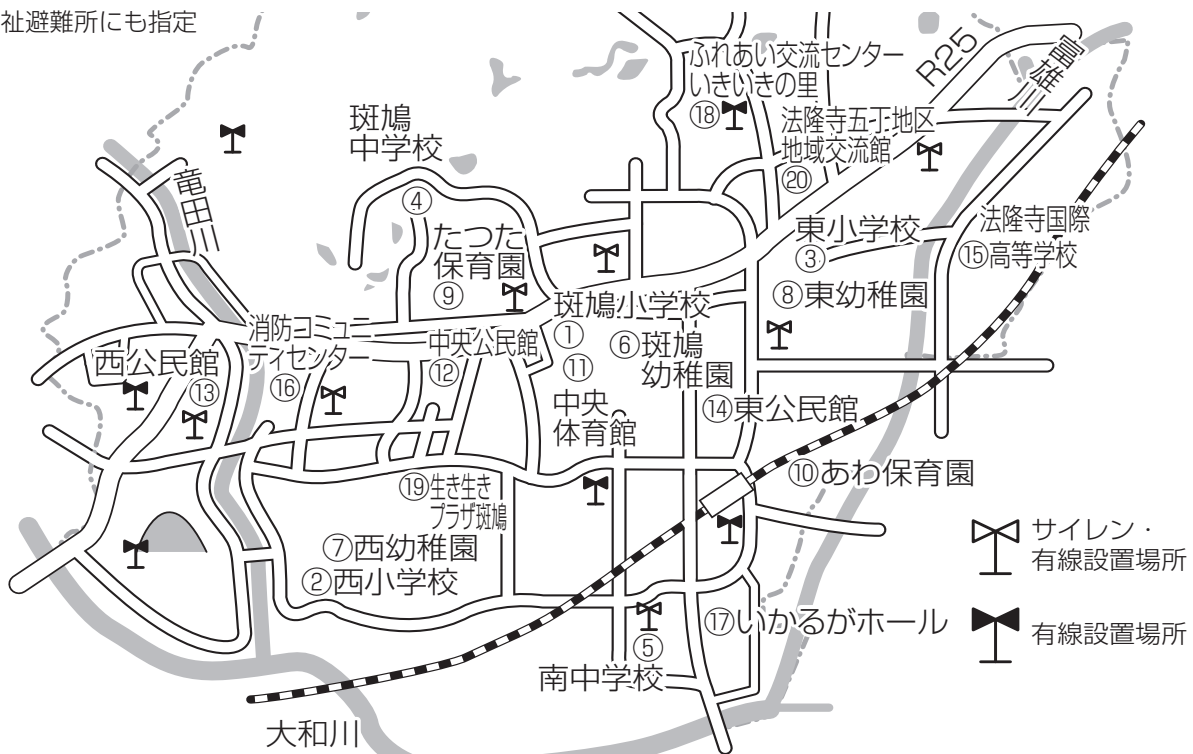 祉避難所にも指定
ふれあい交流センター
いきいきの里
⑱
R25
富雄川
斑鳩
中学校
④
法隆寺五丁地区
地域交流館
⑳
竜田川
たつた
保育園
⑨
東小学校
③
法隆寺国際
⑮高等学校
⑧東幼稚園
斑鳩小学校
①
⑪
⑥斑鳩
幼稚園
消防コミュニ
ティセンター
⑯
中央公民館
⑫
西公民館
⑬
中央
体育館
⑭東公民館
⑩あわ保育園
⑲生き生き
プラザ斑鳩
⑦西幼稚園
②西小学校
サイレン・
有線設置場所
有線設置場所
⑰いかるがホール
⑤
南中学校
大和川